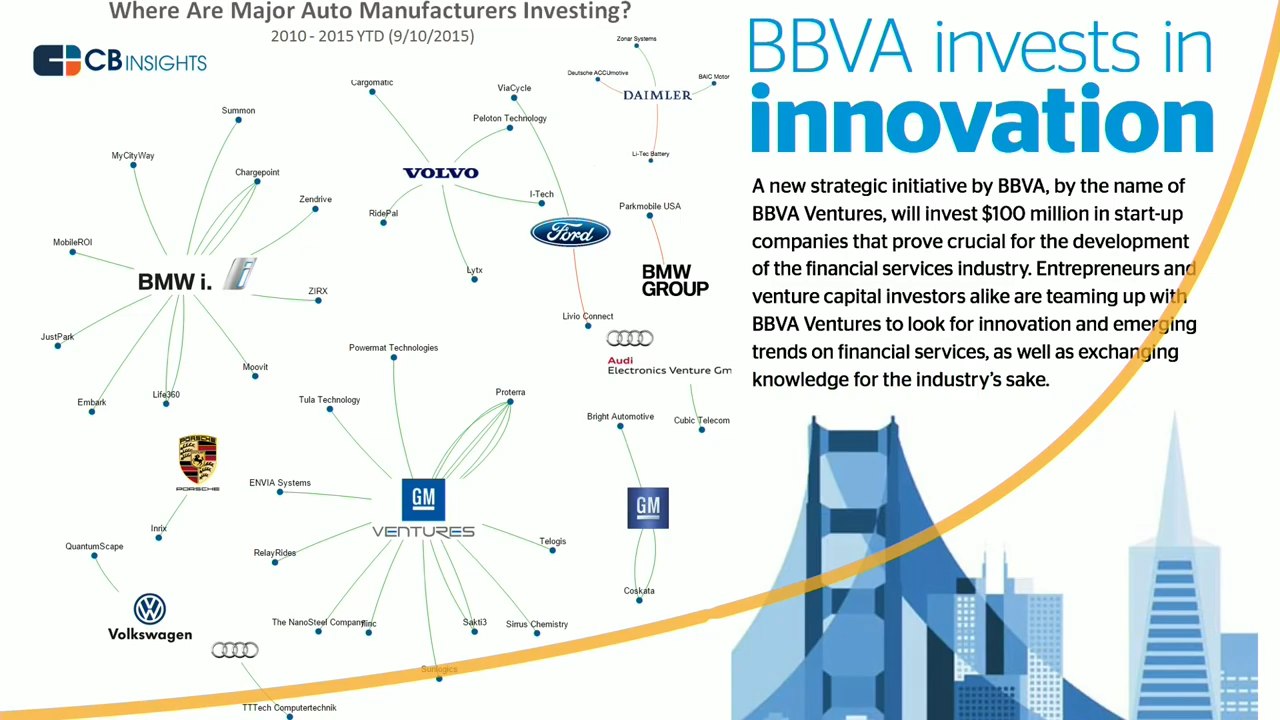 Where Are Major Auto Manufacturers Investing?
2010 - 2015 YTD (9/10/2015)
CBINSIGHTS
Zonar Systems
Deutsche ACCUmotive
BAIC Motor
DAIMLER
Li-Tec Battery
Cargomatic
ViaCycle
Peloton Technology
VOLVO
I-Tech
RidePal
Lytx
Ford
Livio Connect
Parkmobile USA
BMW
GROUP
Summon
MyCityWay
Chargepoint
Zendrive
MobileROI
BMW i.
ZIRX
JustPark
Moovit
Embark
Life360
Audi
Electronics Venture Gm
Cubic Telecom
Powermat Technologies
Tula Technology
Proterra
Bright Automotive
GM
Coskata
PORSCHE
PORSCHE
Inrix
ENVIA Systems
GM
VENTURES
RelayRides
Telogis
The NanoSteel Company
Sakti3
Sirrus Chemistry
Sunlogics
QuantumScape
Volkswagen
TTTech Computertechnik
BBVA invests in
innovation
A new strategic initiative by BBVA, by the name of
BBVA Ventures, will invest $100 million in start-up
companies that prove crucial for the development
of the financial services industry. Entrepreneurs and
venture capital investors alike are teaming up with
BBVA Ventures to look for innovation and emerging
trends on financial services, as well as exchanging
knowledge for the industry's sake.